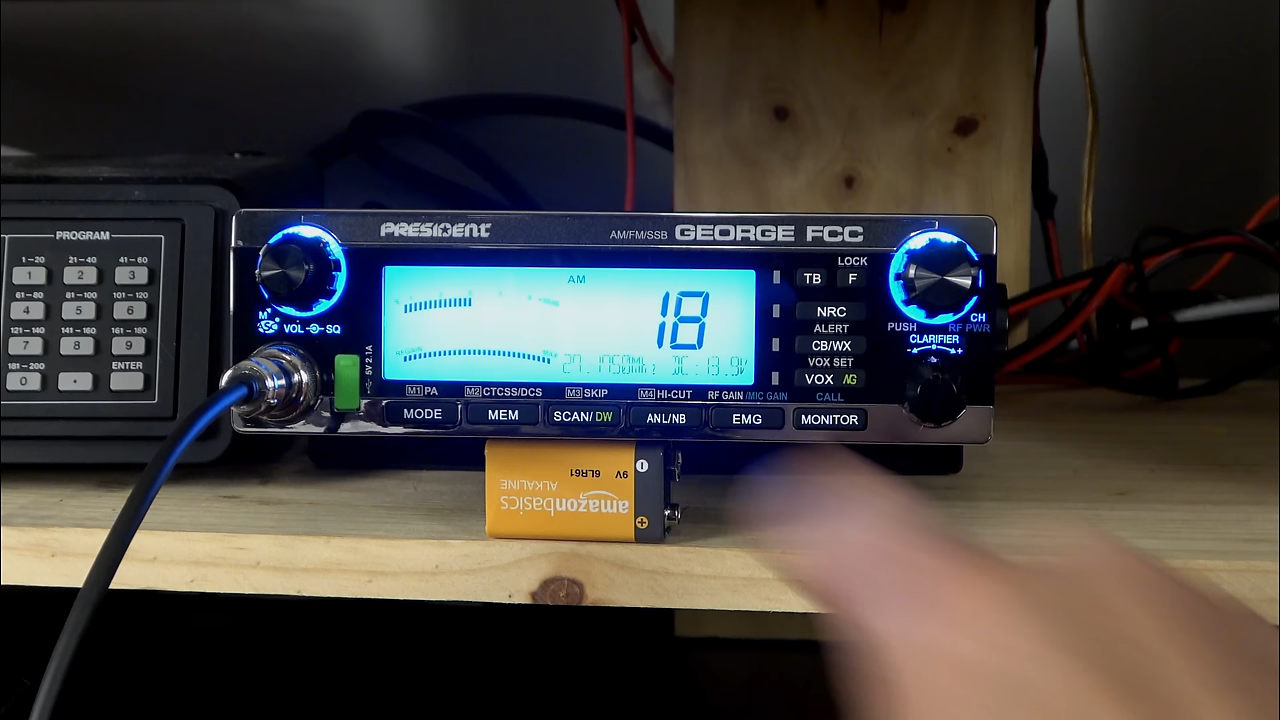 PROGRAM
1-20 21-40 41-60
1 2 3
61-80 81-100 101-120
4 5 6
121-140 141-160 161-180
7 8 9
181-200 ENTER
0 ·
PRESIDENT
AM/FM/SSB GEORGE FCC
AM
18
RF GAIN MAX
DC:13.9V
M
ASC VOL SQ
5V 2.1A
LOCK
TB F
NRC
ALERT
CB/WX
VOX SET
VOX NG
CALL
PUSH CH
RF PWR
CLARIFIER
- +
M1 PA M2 CTCSS/DCS M3 SKIP M4 HI-CUT RF GAIN/MIC GAIN
MODE MEM SCAN/DW ANL/NB EMG MONITOR
amazonbasics
ALKALINE
9V 6LR61